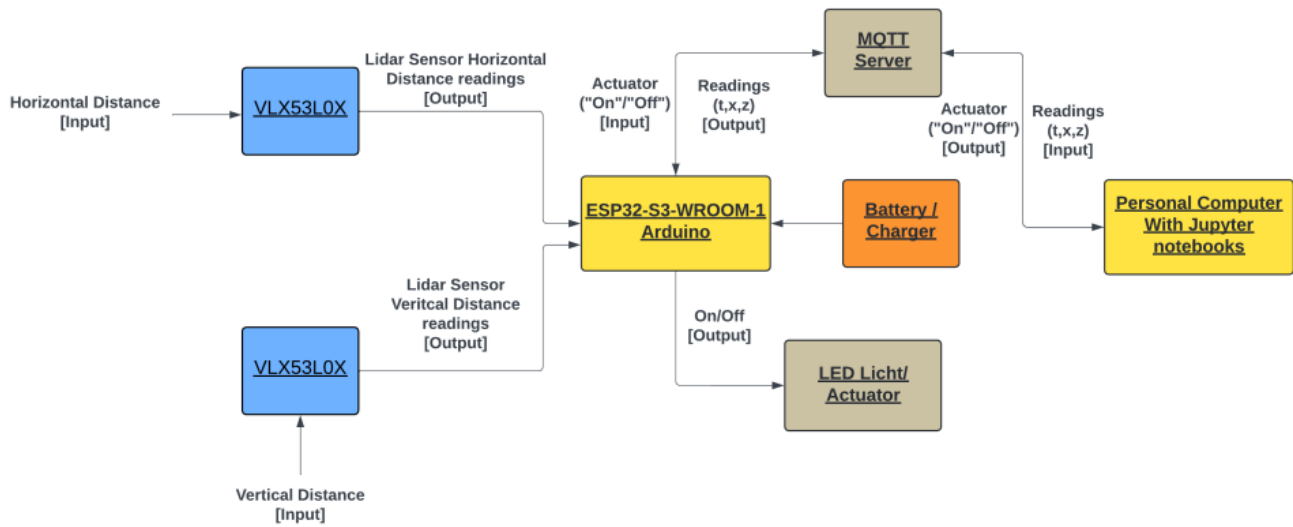 Horizontal Distance
[Input]
VLX53L0X
Lidar Sensor Horizontal
Distance readings
[Output]
Actuator
("On"/"Off")
[Input]
Readings
(t,x,z)
[Output]
MQTT
Server
Actuator
("On"/"Off")
[Output]
Readings
(t,x,z)
[Input]
ESP32-S3-WROOM-1
Arduino
Battery /
Charger
Personal Computer
With Jupyter
notebooks
Lidar Sensor
Veritcal Distance
readings
[Output]
VLX53L0X
On/Off
[Output]
LED Licht/
Actuator
Vertical Distance
[Input]